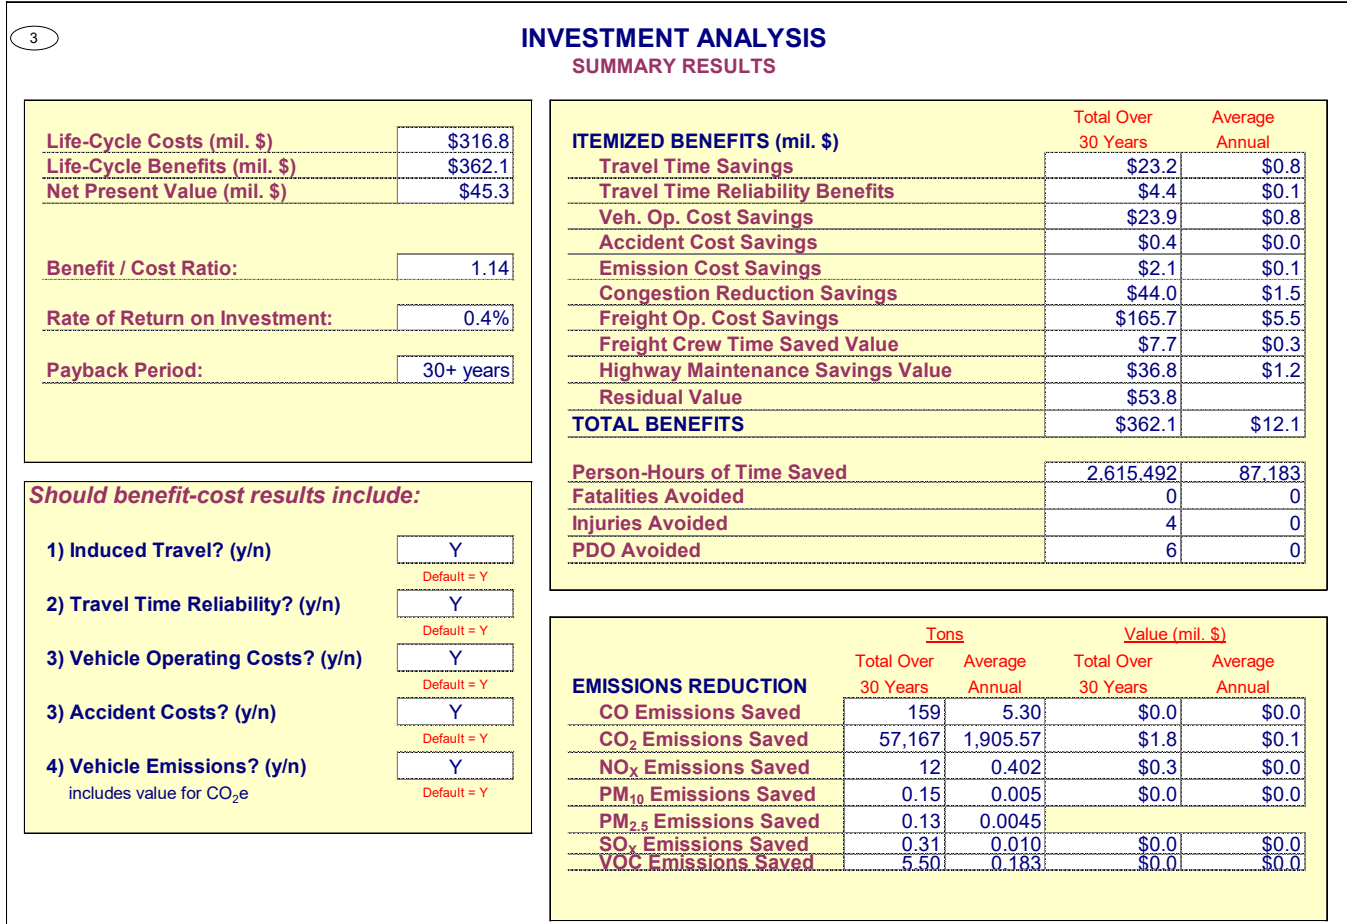 3
INVESTMENT ANALYSIS
SUMMARY RESULTS
Life-Cycle Costs (mil. $) $316.8
Life-Cycle Benefits (mil. $) $362.1
Net Present Value (mil. $) $45.3
Benefit / Cost Ratio: 1.14
Rate of Return on Investment: 0.4%
Payback Period: 30+ years
Should benefit-cost results include:
1) Induced Travel? (y/n) Y
Default = Y
2) Travel Time Reliability? (y/n) Y
Default = Y
3) Vehicle Operating Costs? (y/n) Y
Default = Y
3) Accident Costs? (y/n) Y
Default = Y
4) Vehicle Emissions? (y/n) Y
includes value for CO2e Default = Y
Total Over Average
ITEMIZED BENEFITS (mil. $) 30 Years Annual
Travel Time Savings $23.2 $0.8
Travel Time Reliability Benefits $4.4 $0.1
Veh. Op. Cost Savings $23.9 $0.8
Accident Cost Savings $0.4 $0.0
Emission Cost Savings $2.1 $0.1
Congestion Reduction Savings $44.0 $1.5
Freight Op. Cost Savings $165.7 $5.5
Freight Crew Time Saved Value $7.7 $0.3
Highway Maintenance Savings Value $36.8 $1.2
Residual Value $53.8
TOTAL BENEFITS $362.1 $12.1
Person-Hours of Time Saved 2,615,492 87,183
Fatalities Avoided 0 0
Injuries Avoided 4 0
PDO Avoided 6 0
Tons Value (mil. $)
Total Over Average Total Over Average
EMISSIONS REDUCTION 30 Years Annual 30 Years Annual
CO Emissions Saved 159 5.30 $0.0 $0.0
CO2 Emissions Saved 57,167 1,905.57 $1.8 $0.1
NOX Emissions Saved 12 0.402 $0.3 $0.0
PM10 Emissions Saved 0.15 0.005 $0.0 $0.0
PM2.5 Emissions Saved 0.13 0.0045
SOX Emissions Saved 0.31 0.010 $0.0 $0.0
VOC Emissions Saved 5.50 0.183 $0.0 $0.0